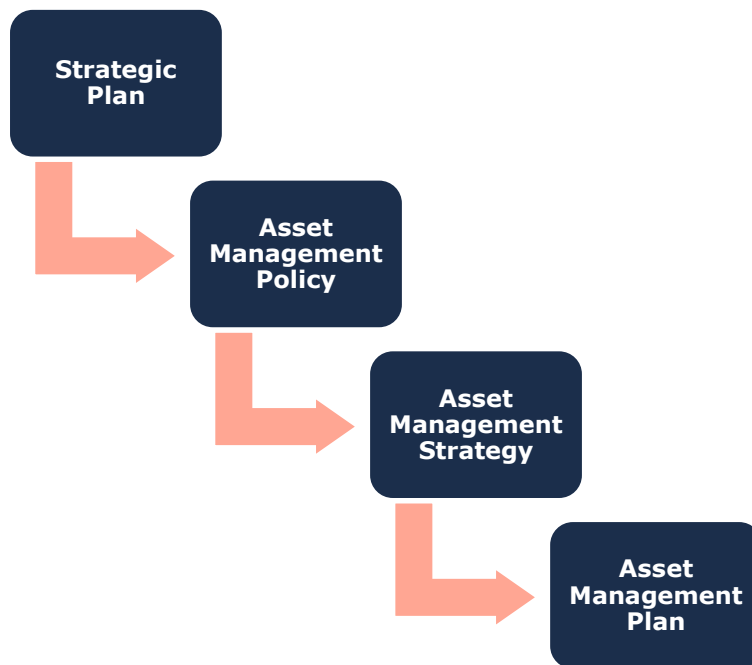 Strategic
Plan
Asset
Management
Policy
Asset
Management
Strategy
Asset
Management
Plan